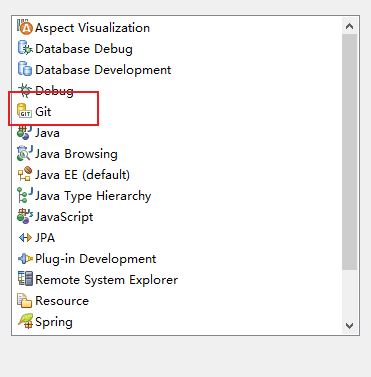 Aspect Visualization
Database Debug
Database Development
Debug
Git
Java
Java Browsing
Java EE (default)
Java Type Hierarchy
JavaScript
JPA
Plug-in Development
Remote System Explorer
Resource
Spring